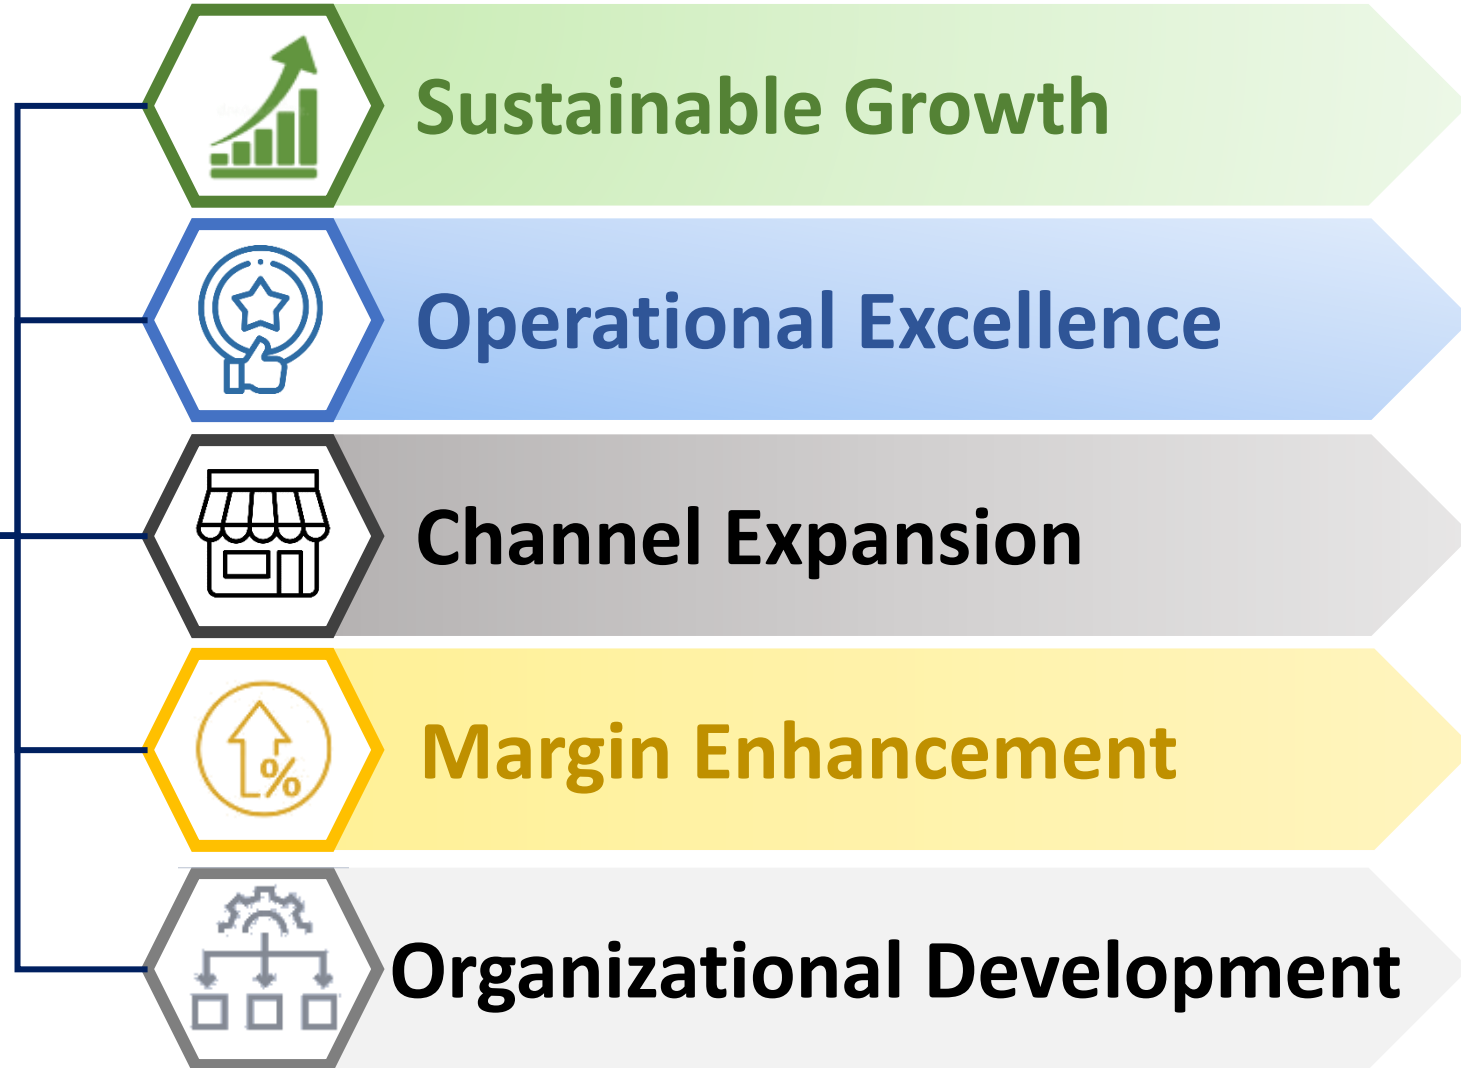 Sustainable Growth
Operational Excellence
Channel Expansion
%
Margin Enhancement
Organizational Development